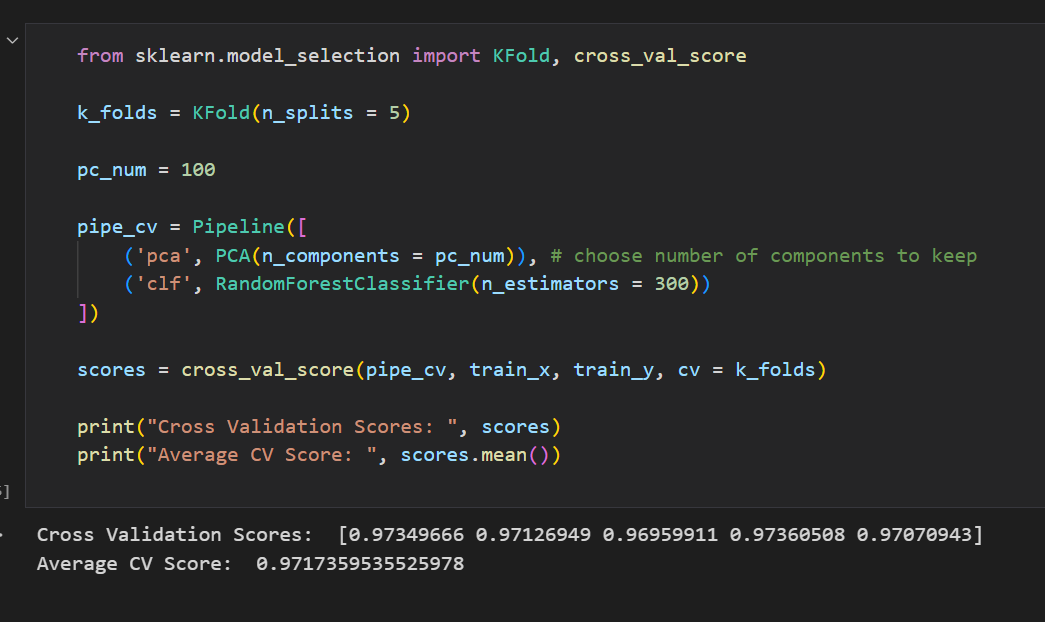 from sklearn.model_selection import KFold, cross_val_score
k_folds = KFold(n_splits = 5)
pc_num = 100
pipe_cv = Pipeline([
('pca', PCA(n_components = pc_num)), # choose number of components to keep
('clf', RandomForestClassifier(n_estimators = 300))
])
scores = cross_val_score(pipe_cv, train_x, train_y, cv = k_folds)
print("Cross Validation Scores: ", scores)
print("Average CV Score: ", scores.mean())
]
Cross Validation Scores:  [0.97349666 0.97126949 0.96959911 0.97360508 0.97070943]
Average CV Score:  0.9717359535525978